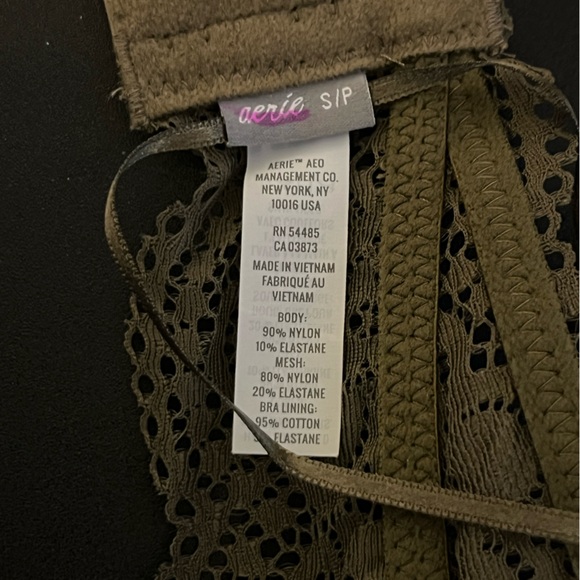 aerie S/P
AERIE™ AEO
MANAGEMENT CO.
NEW YORK, NY
10016 USA
RN 54485
CA 03873
MADE IN VIETNAM
FABRIQUÉ AU
VIETNAM
BODY:
90% NYLON
10% ELASTANE
MESH:
80% NYLON
20% ELASTANE
BRA LINING:
95% COTTON
ELASTANE